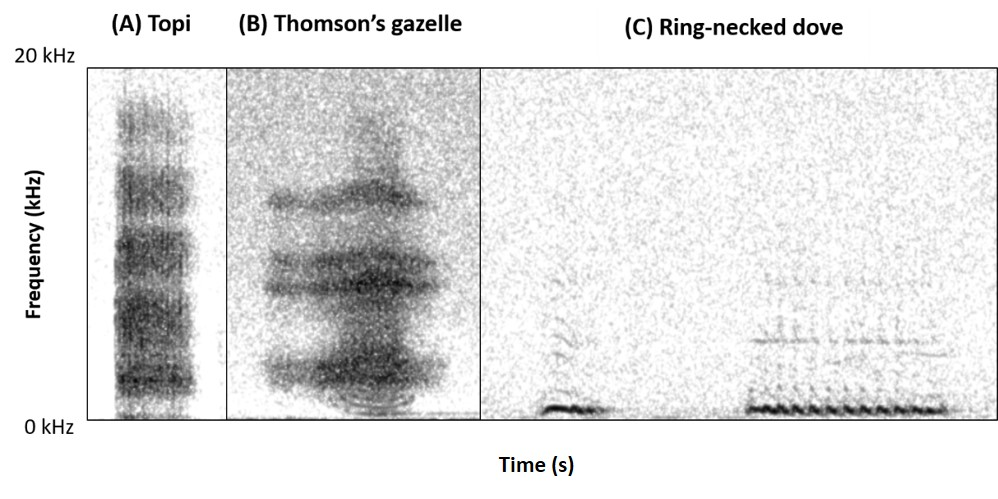 (A) Topi
(B) Thomson’s gazelle
(C) Ring-necked dove
20 kHz
Frequency (kHz)
0 kHz
Time (s)